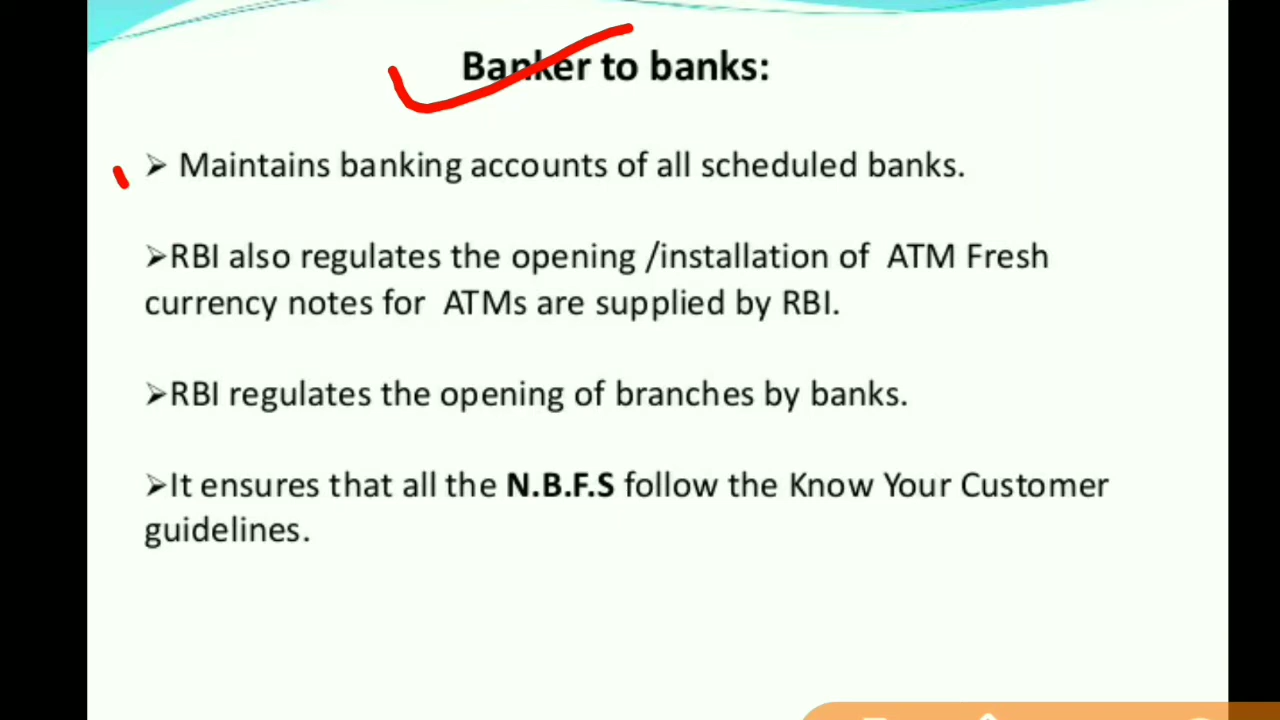 Banker to banks:
➢ Maintains banking accounts of all scheduled banks.
➢RBI also regulates the opening /installation of ATM Fresh
currency notes for ATMs are supplied by RBI.
➢RBI regulates the opening of branches by banks.
➢It ensures that all the N.B.F.S follow the Know Your Customer
guidelines.